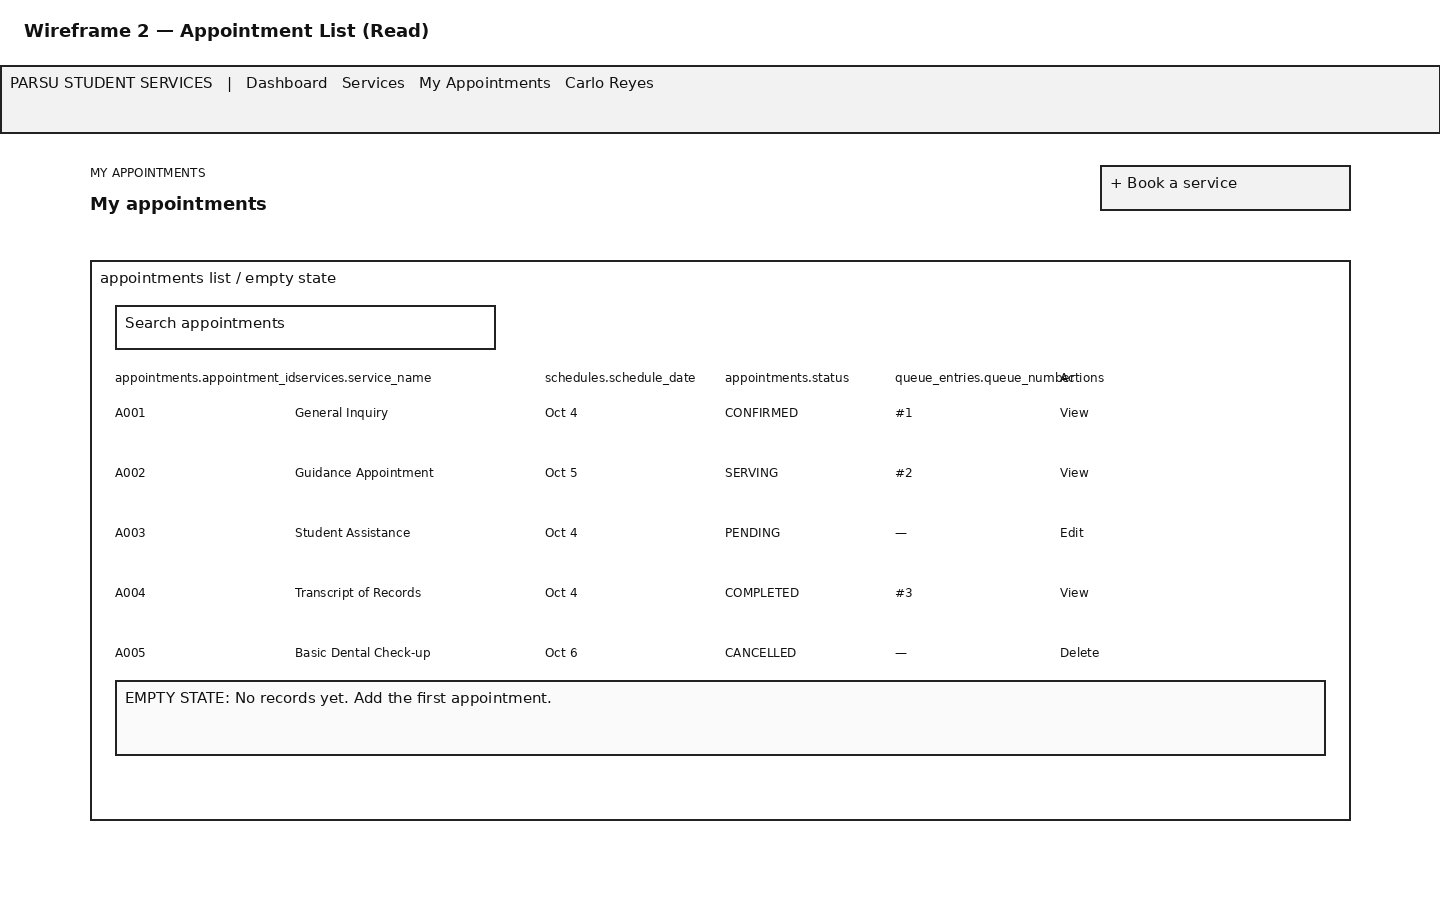 Wireframe 2 — Appointment List (Read)
PARSU STUDENT SERVICES | Dashboard Services My Appointments Carlo Reyes
MY APPOINTMENTS
My appointments
+ Book a service
appointments list / empty state
Search appointments
appointments.appointment_id services.service_name schedules.schedule_date appointments.status queue_entries.queue_number Actions
A001 General Inquiry Oct 4 CONFIRMED #1 View
A002 Guidance Appointment Oct 5 SERVING #2 View
A003 Student Assistance Oct 4 PENDING — Edit
A004 Transcript of Records Oct 4 COMPLETED #3 View
A005 Basic Dental Check-up Oct 6 CANCELLED — Delete
EMPTY STATE: No records yet. Add the first appointment.